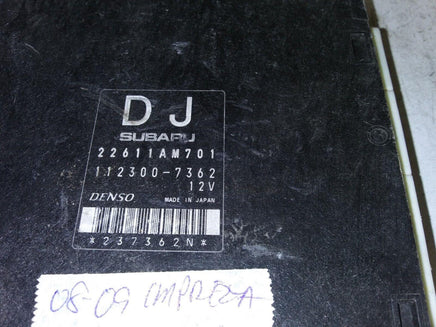 DJ
SUBARU
22611AM701
112300-7362
12V
DENSO MADE IN JAPAN
*237362N*
08-09 IMPREZA